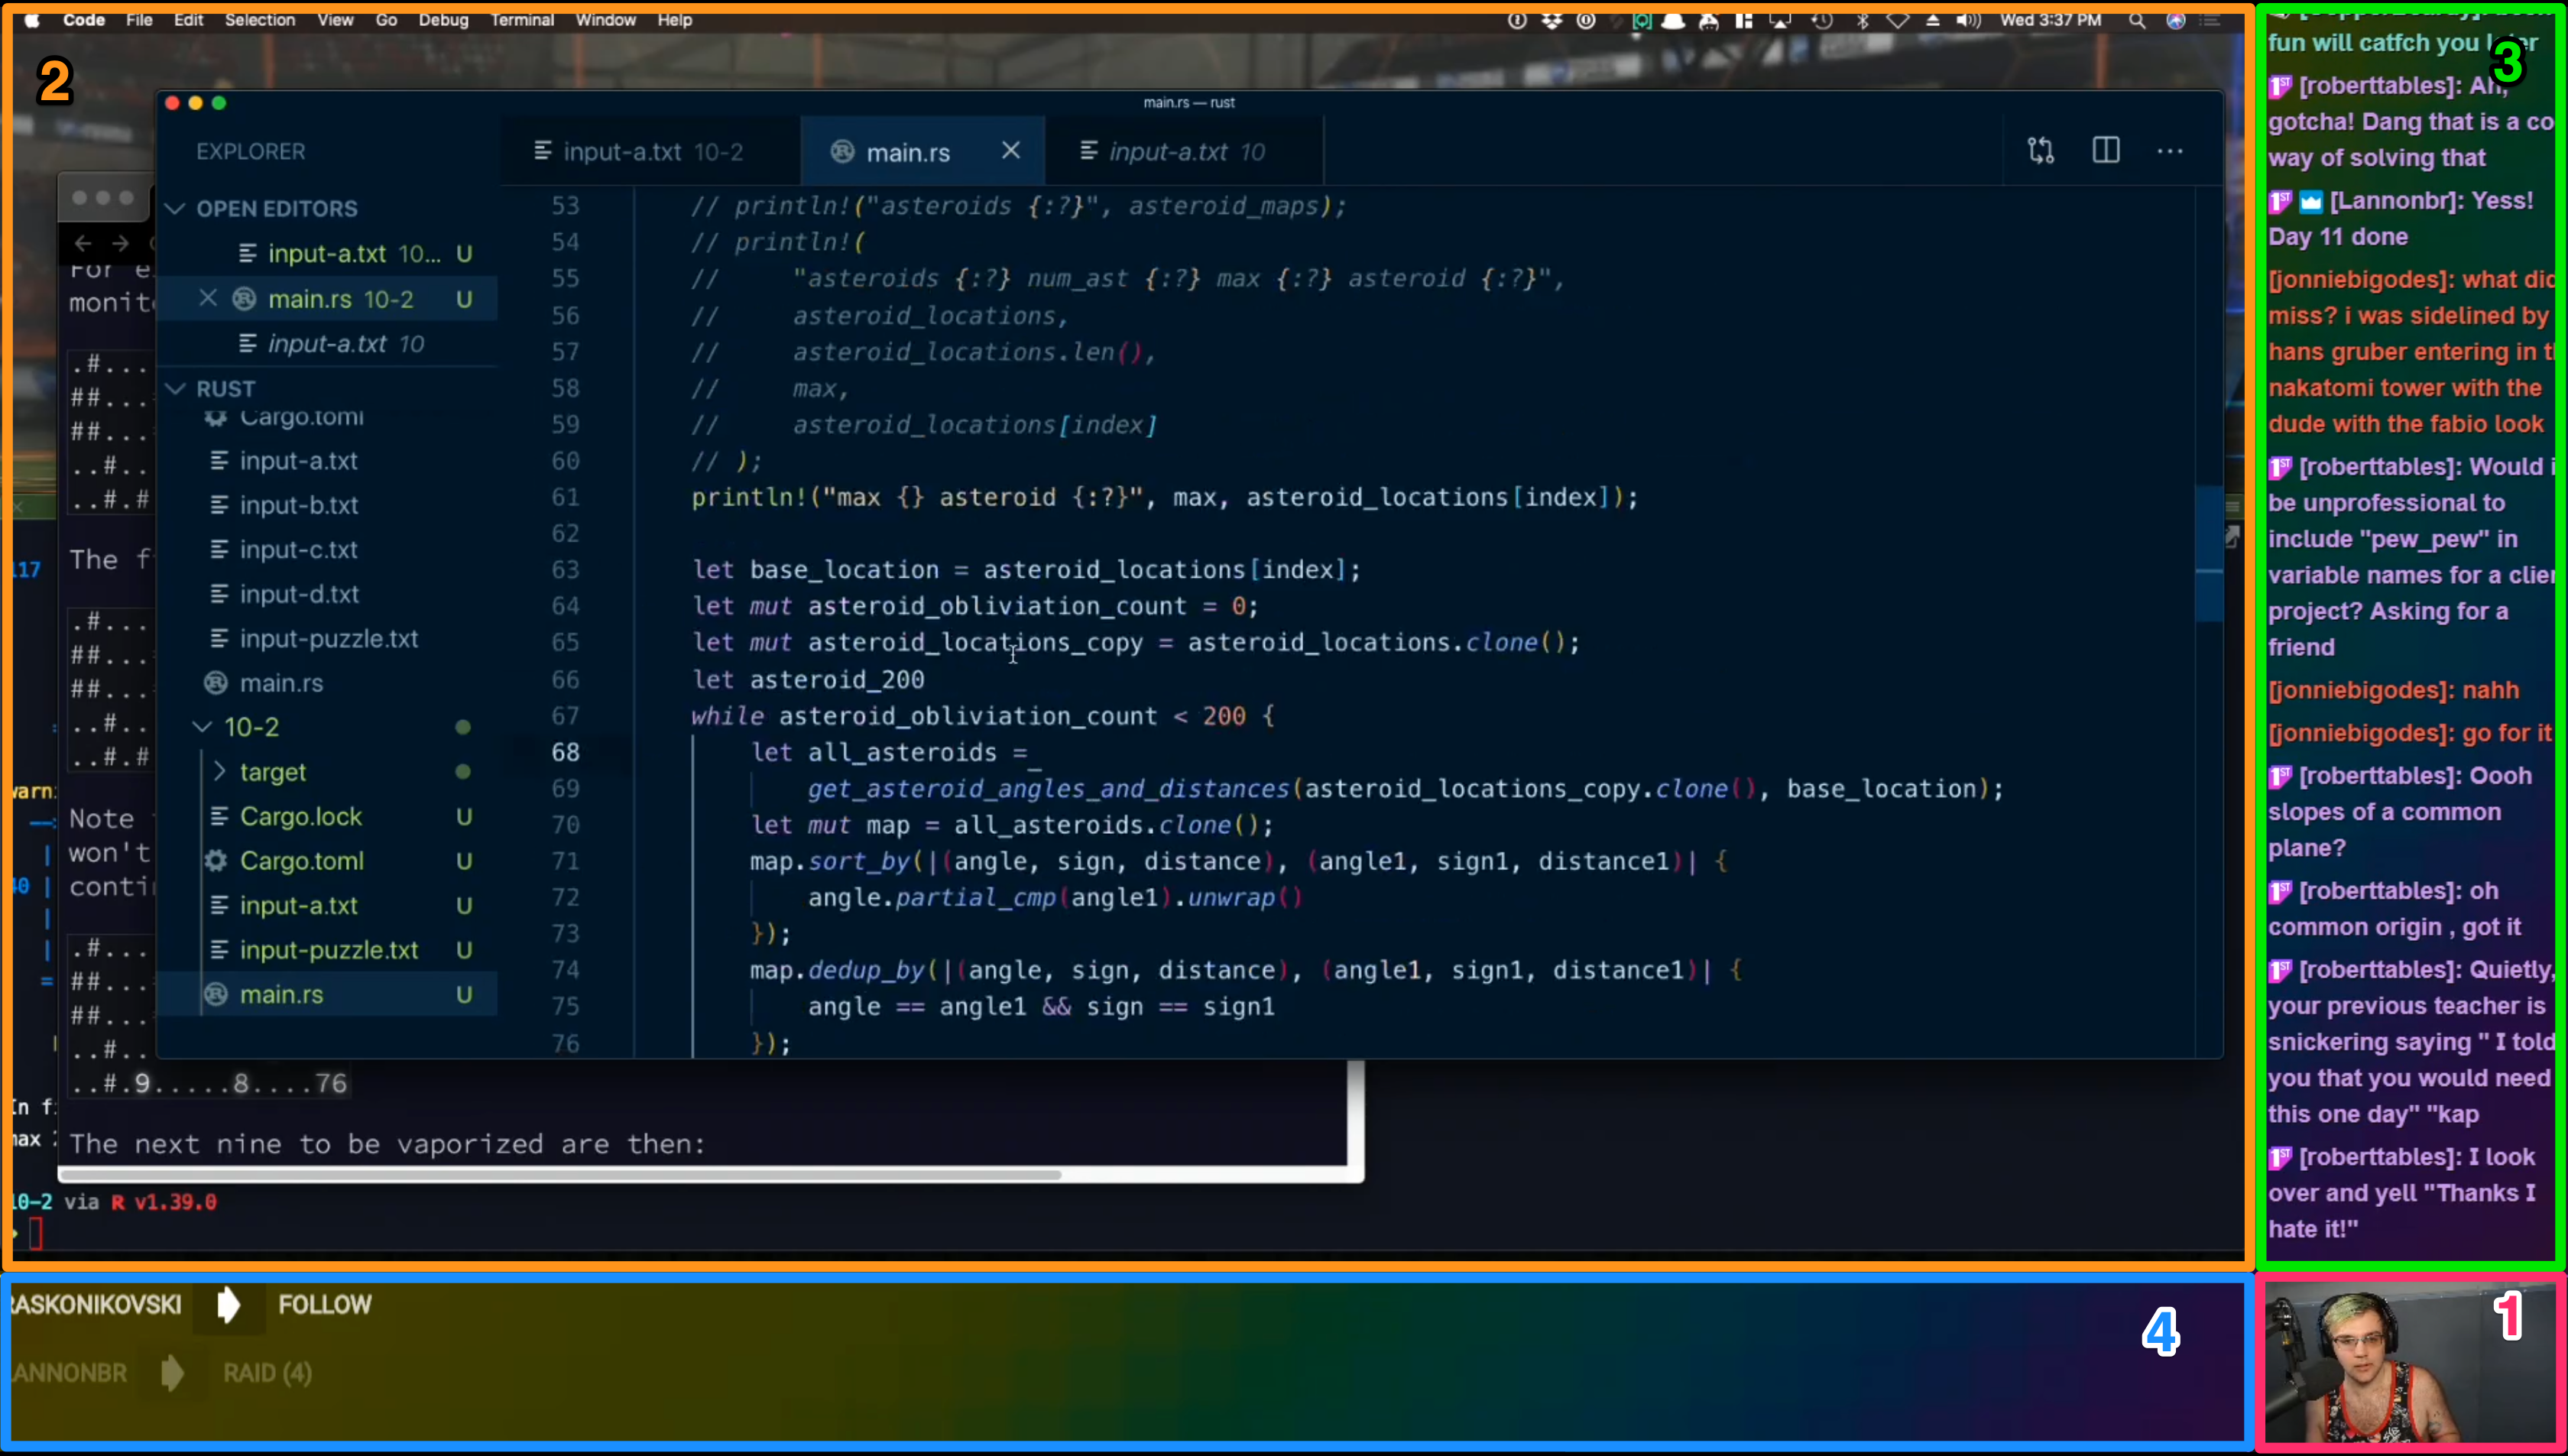 Code File Edit Selection View Go Debug Terminal Window Help
Wed 3:37 PM
2
main.rs — rust
EXPLORER
input-a.txt 10-2
main.rs
input-a.txt 10
OPEN EDITORS
input-a.txt 10... U
main.rs 10-2 U
input-a.txt 10
RUST
Cargo.toml
input-a.txt
input-b.txt
input-c.txt
input-d.txt
input-puzzle.txt
main.rs
10-2
target
Cargo.lock U
Cargo.toml U
input-a.txt U
input-puzzle.txt U
main.rs U
53 // println!("asteroids {:?}", asteroid_maps);
54 // println!(
55 // "asteroids {:?} num_ast {:?} max {:?} asteroid {:?}",
56 // asteroid_locations,
57 // asteroid_locations.len(),
58 // max,
59 // asteroid_locations[index]
60 // );
61 println!("max {} asteroid {:?}", max, asteroid_locations[index]);
62
63 let base_location = asteroid_locations[index];
64 let mut asteroid_obliviation_count = 0;
65 let mut asteroid_locations_copy = asteroid_locations.clone();
66 let asteroid_200
67 while asteroid_obliviation_count < 200 {
68 let all_asteroids =
69 get_asteroid_angles_and_distances(asteroid_locations_copy.clone(), base_location);
70 let mut map = all_asteroids.clone();
71 map.sort_by(|(angle, sign, distance), (angle1, sign1, distance1)| {
72 angle.partial_cmp(angle1).unwrap()
73 });
74 map.dedup_by(|(angle, sign, distance), (angle1, sign1, distance1)| {
75 angle == angle1 && sign == sign1
76 });
For e
monit
.#...
##...
##...
..#..
..#.#
The f
117
.#...
##...
##...
..#..
..#.#
warn
Note
won't
40 | conti
.#...
##...
##...
..#..
..#.9.....8....76
In f
max
The next nine to be vaporized are then:
10-2 via R v1.39.0
3
fun will catfch you l ter
[roberttables]: Ah,
gotcha! Dang that is a co
way of solving that
[Lannonbr]: Yess!
Day 11 done
[jonniebigodes]: what did
miss? i was sidelined by
hans gruber entering in t
nakatomi tower with the
dude with the fabio look
[roberttables]: Would i
be unprofessional to
include "pew_pew" in
variable names for a clie
project? Asking for a
friend
[jonniebigodes]: nahh
[jonniebigodes]: go for it
[roberttables]: Oooh
slopes of a common
plane?
[roberttables]: oh
common origin , got it
[roberttables]: Quietly,
your previous teacher is
snickering saying " I told
you that you would need
this one day" "kap
[roberttables]: I look
over and yell "Thanks I
hate it!"
RASKONIKOVSKI FOLLOW
ANNONBR RAID (4)
4
1